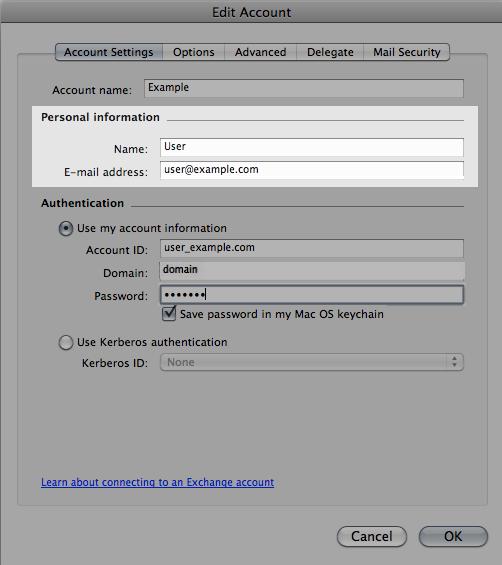 Edit Account
Account Settings Options Advanced Delegate Mail Security
Account name: Example
Personal information
Name: User
E-mail address: user@example.com
Authentication
Use my account information
Account ID: user_example.com
Domain: domain
Password: •••••••
Save password in my Mac OS keychain
Use Kerberos authentication
Kerberos ID: None
Learn about connecting to an Exchange account
Cancel OK